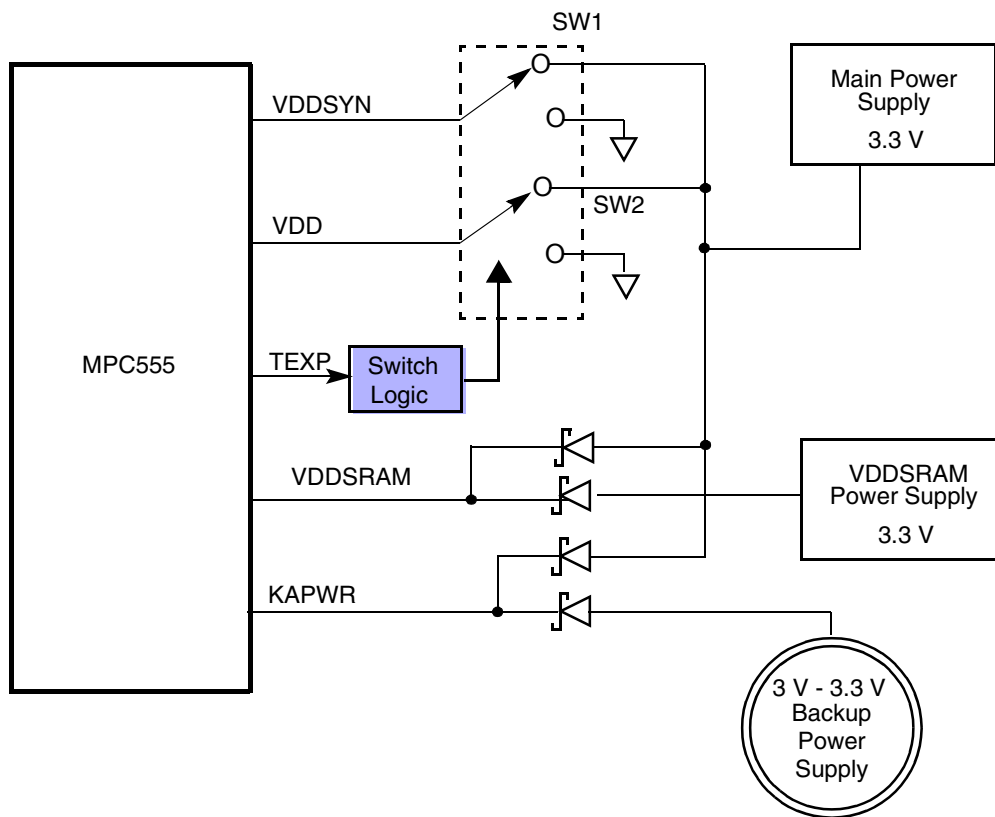 SW1
VDDSYN
Main Power
Supply
3.3 V
SW2
VDD
MPC555
TEXP
Switch
Logic
VDDSRAM
VDDSRAM
Power Supply
3.3 V
KAPWR
3 V - 3.3 V
Backup
Power
Supply